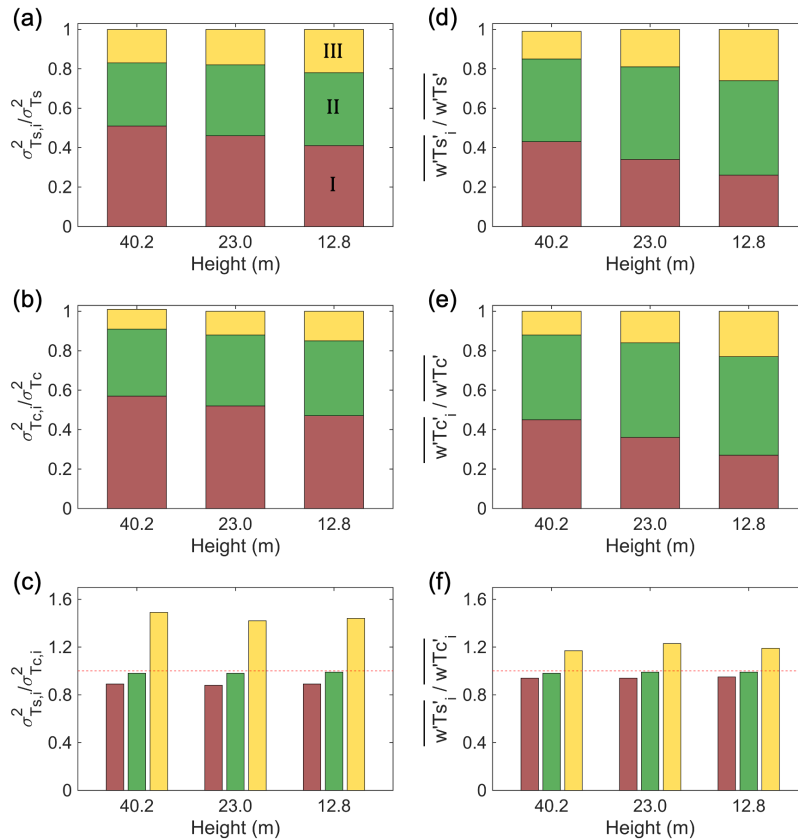 (a)
σ²Ts,i/σ²Ts
1
0.8
0.6
0.4
0.2
0
III
II
I
40.2 23.0 12.8
Height (m)
(d)
w'Ts'i / w'Ts'
1
0.8
0.6
0.4
0.2
0
40.2 23.0 12.8
Height (m)
(b)
σ²Tc,i/σ²Tc
1
0.8
0.6
0.4
0.2
0
40.2 23.0 12.8
Height (m)
(e)
w'Tc'i / w'Tc'
1
0.8
0.6
0.4
0.2
0
40.2 23.0 12.8
Height (m)
(c)
σ²Ts,i/σ²Tc,i
1.6
1.2
0.8
0.4
0
40.2 23.0 12.8
Height (m)
(f)
w'Ts'i / w'Tc'i
1.6
1.2
0.8
0.4
0
40.2 23.0 12.8
Height (m)